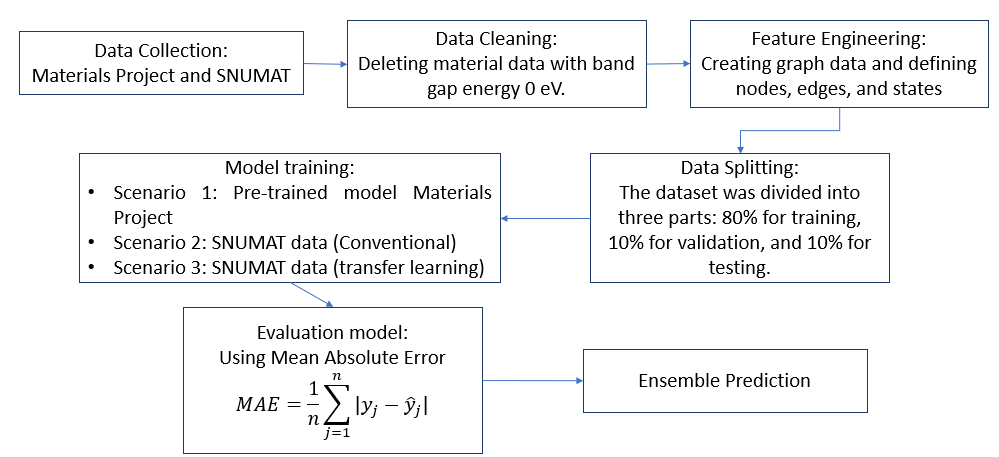 Data Collection:
Materials Project and SNUMAT
Data Cleaning:
Deleting material data with band
gap energy 0 eV.
Feature Engineering:
Creating graph data and defining
nodes, edges, and states
Data Splitting:
The dataset was divided into
three parts: 80% for training,
10% for validation, and 10% for
testing.
Model training:
• Scenario 1: Pre-trained model Materials
Project
• Scenario 2: SNUMAT data (Conventional)
• Scenario 3: SNUMAT data (transfer learning)
Evaluation model:
Using Mean Absolute Error
MAE = \frac{1}{n} \sum_{j=1}^{n} |y_j − ŷ_j|
Ensemble Prediction